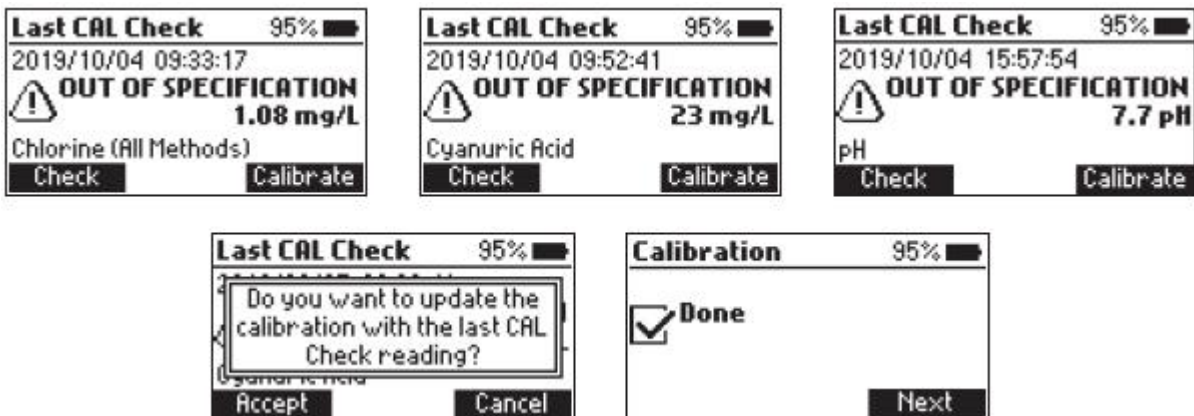 Last CAL Check 95%
2019/10/04 09:33:17
OUT OF SPECIFICATION
1.08 mg/L
Chlorine (All Methods)
Check Calibrate
Last CAL Check 95%
2019/10/04 09:52:41
OUT OF SPECIFICATION
23 mg/L
Cyanuric Acid
Check Calibrate
Last CAL Check 95%
2019/10/04 15:57:54
OUT OF SPECIFICATION
7.7 pH
pH
Check Calibrate
Last CAL Check 95%
Do you want to update the
calibration with the last CAL
Check reading?
Cyanuric Acid
Accept Cancel
Calibration 95%
Done
Next